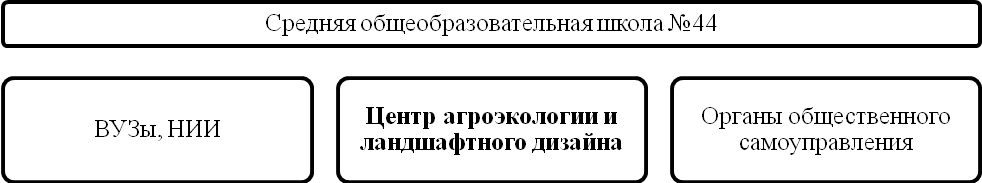 Средняя общеобразовательная школа №44
ВУЗы, НИИ
Центр агроэкологии и
ландшафтного дизайна
Органы общественного
самоуправления